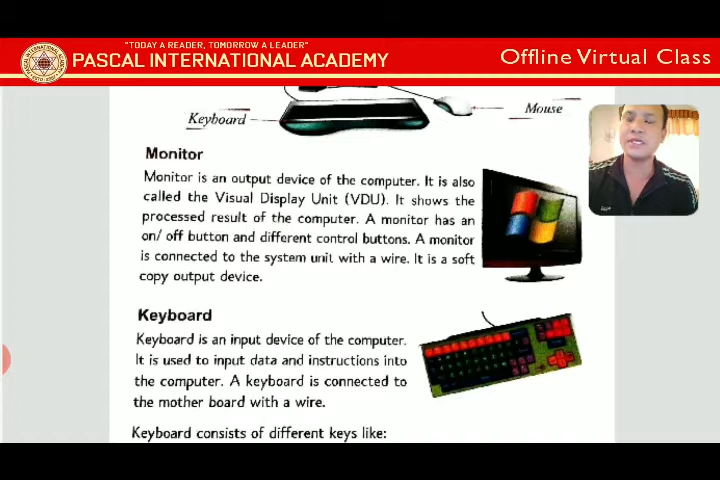 "TODAY A READER, TOMORROW A LEADER"
PASCAL INTERNATIONAL ACADEMY
Offline Virtual Class
Keyboard
Mouse
Monitor
Monitor is an output device of the computer. It is also
called the Visual Display Unit (VDU). It shows the
processed result of the computer. A monitor has an
on/ off button and different control buttons. A monitor
is connected to the system unit with a wire. It is a soft
copy output device.
Keyboard
Keyboard is an input device of the computer.
It is used to input data and instructions into
the computer. A keyboard is connected to
the mother board with a wire.
Keyboard consists of different keys like: